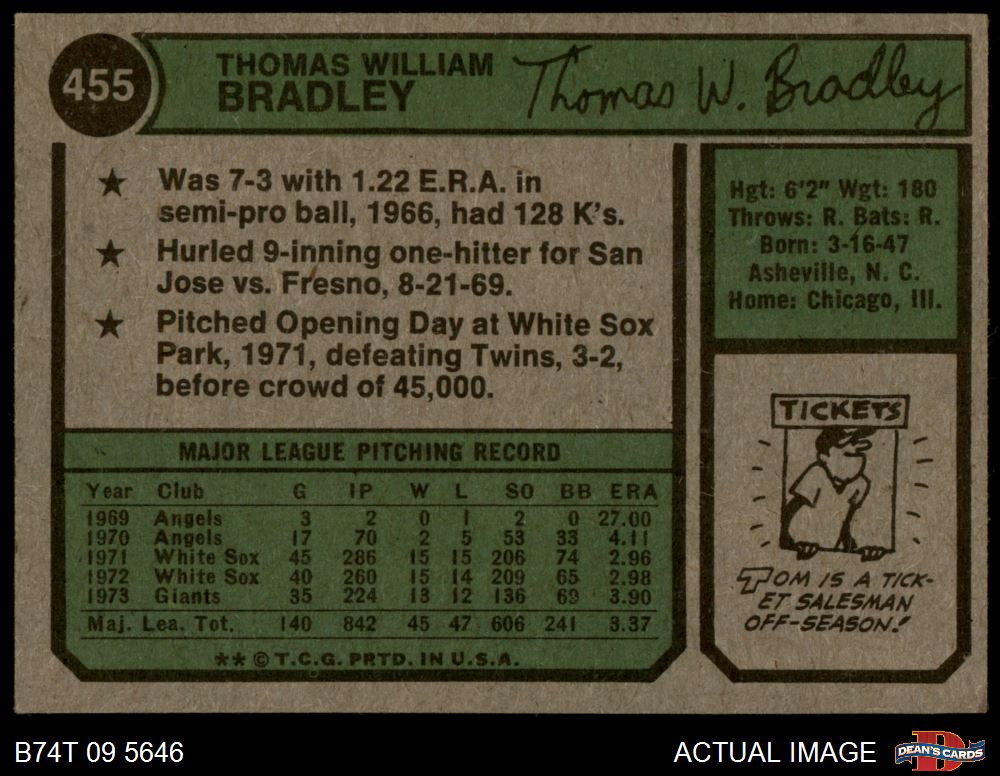 455
THOMAS WILLIAM
BRADLEY
Thomas W. Bradley
★ Was 7-3 with 1.22 E.R.A. in
semi-pro ball, 1966, had 128 K's.
★ Hurled 9-inning one-hitter for San
Jose vs. Fresno, 8-21-69.
★ Pitched Opening Day at White Sox
Park, 1971, defeating Twins, 3-2,
before crowd of 45,000.
Hgt: 6'2" Wgt: 180
Throws: R. Bats: R.
Born: 3-16-47
Asheville, N. C.
Home: Chicago, Ill.
MAJOR LEAGUE PITCHING RECORD
Year Club G IP W L SO BB ERA
1969 Angels 3 2 0 1 2 0 27.00
1970 Angels 17 70 2 5 53 33 4.11
1971 White Sox 45 286 15 15 206 74 2.96
1972 White Sox 40 260 15 14 209 65 2.98
1973 Giants 35 224 13 12 136 69 3.90
Maj. Lea. Tot. 140 842 45 47 606 241 3.37
** © T.C.G. PRTD. IN U.S.A.
TICKETS
TOM IS A TICK-
ET SALESMAN
OFF-SEASON.
B74T 09 5646
ACTUAL IMAGE
DEAN'S CARDS